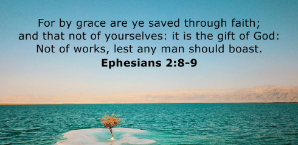 For by grace are ye saved through faith;
and that not of yourselves: it is the gift of God:
Not of works, lest any man should boast.
Ephesians 2:8-9